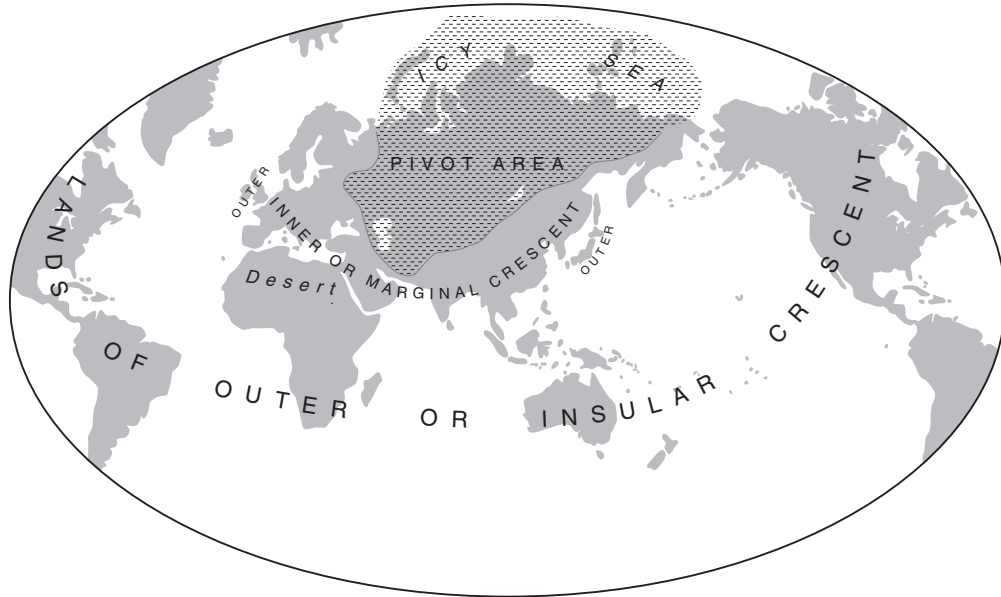 ICY SEA
PIVOT AREA
OUTER
INNER OR MARGINAL CRESCENT
OUTER
Desert
LANDS OF OUTER OR INSULAR CRESCENT